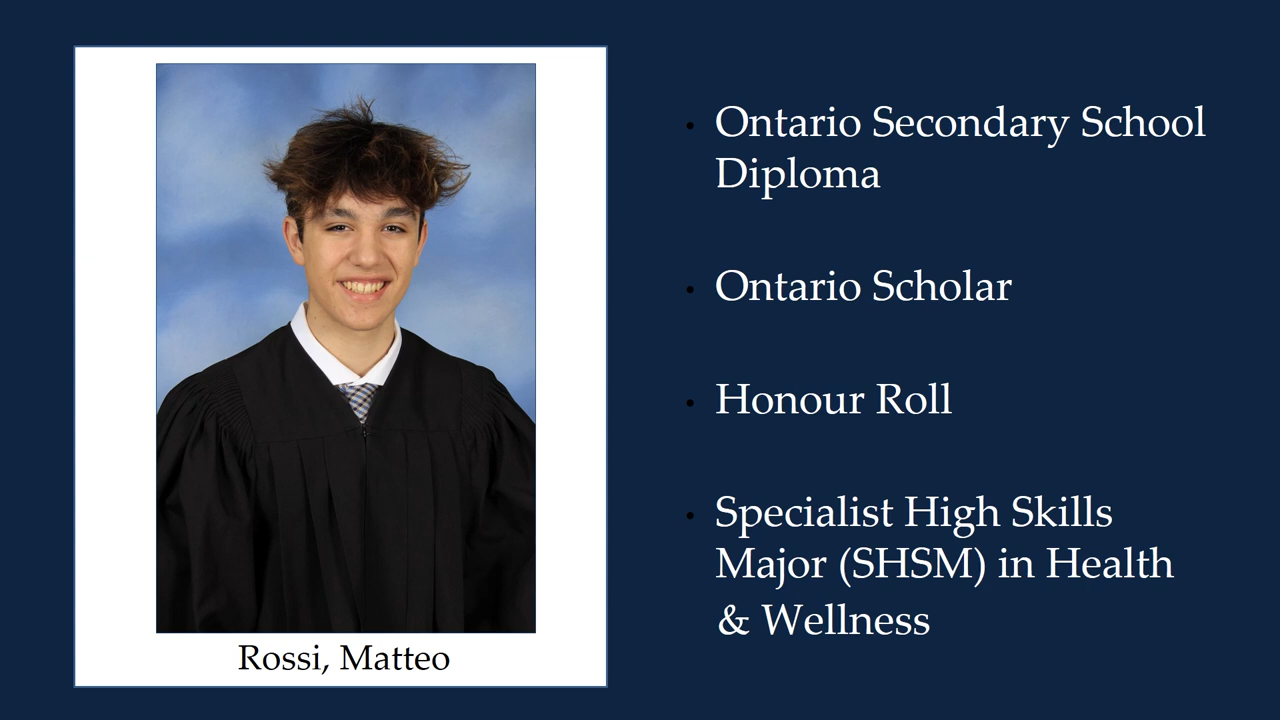 Rossi, Matteo
• Ontario Secondary School
Diploma
• Ontario Scholar
• Honour Roll
• Specialist High Skills
Major (SHSM) in Health
& Wellness